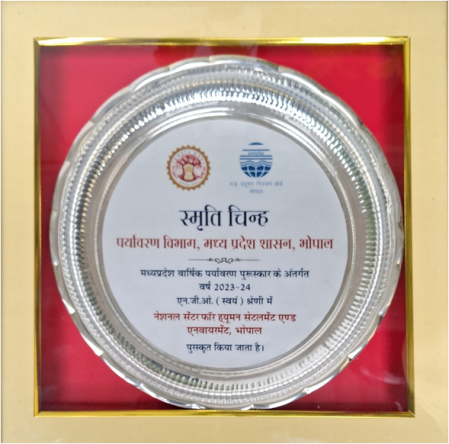 स्मृति चिन्ह
पर्यावरण विभाग, मध्य प्रदेश शासन, भोपाल
मध्यप्रदेश वार्षिक पर्यावरण पुरूस्कार के अंतर्गत
वर्ष 2023-24
एन.जी.ओ. ( स्वयं ) श्रेणी में
नेशनल सेंटर फॉर ह्यूमन सेटलमेंट एण्ड
एनवायरमेंट, भोपाल
पुरस्कृत किया जाता है।